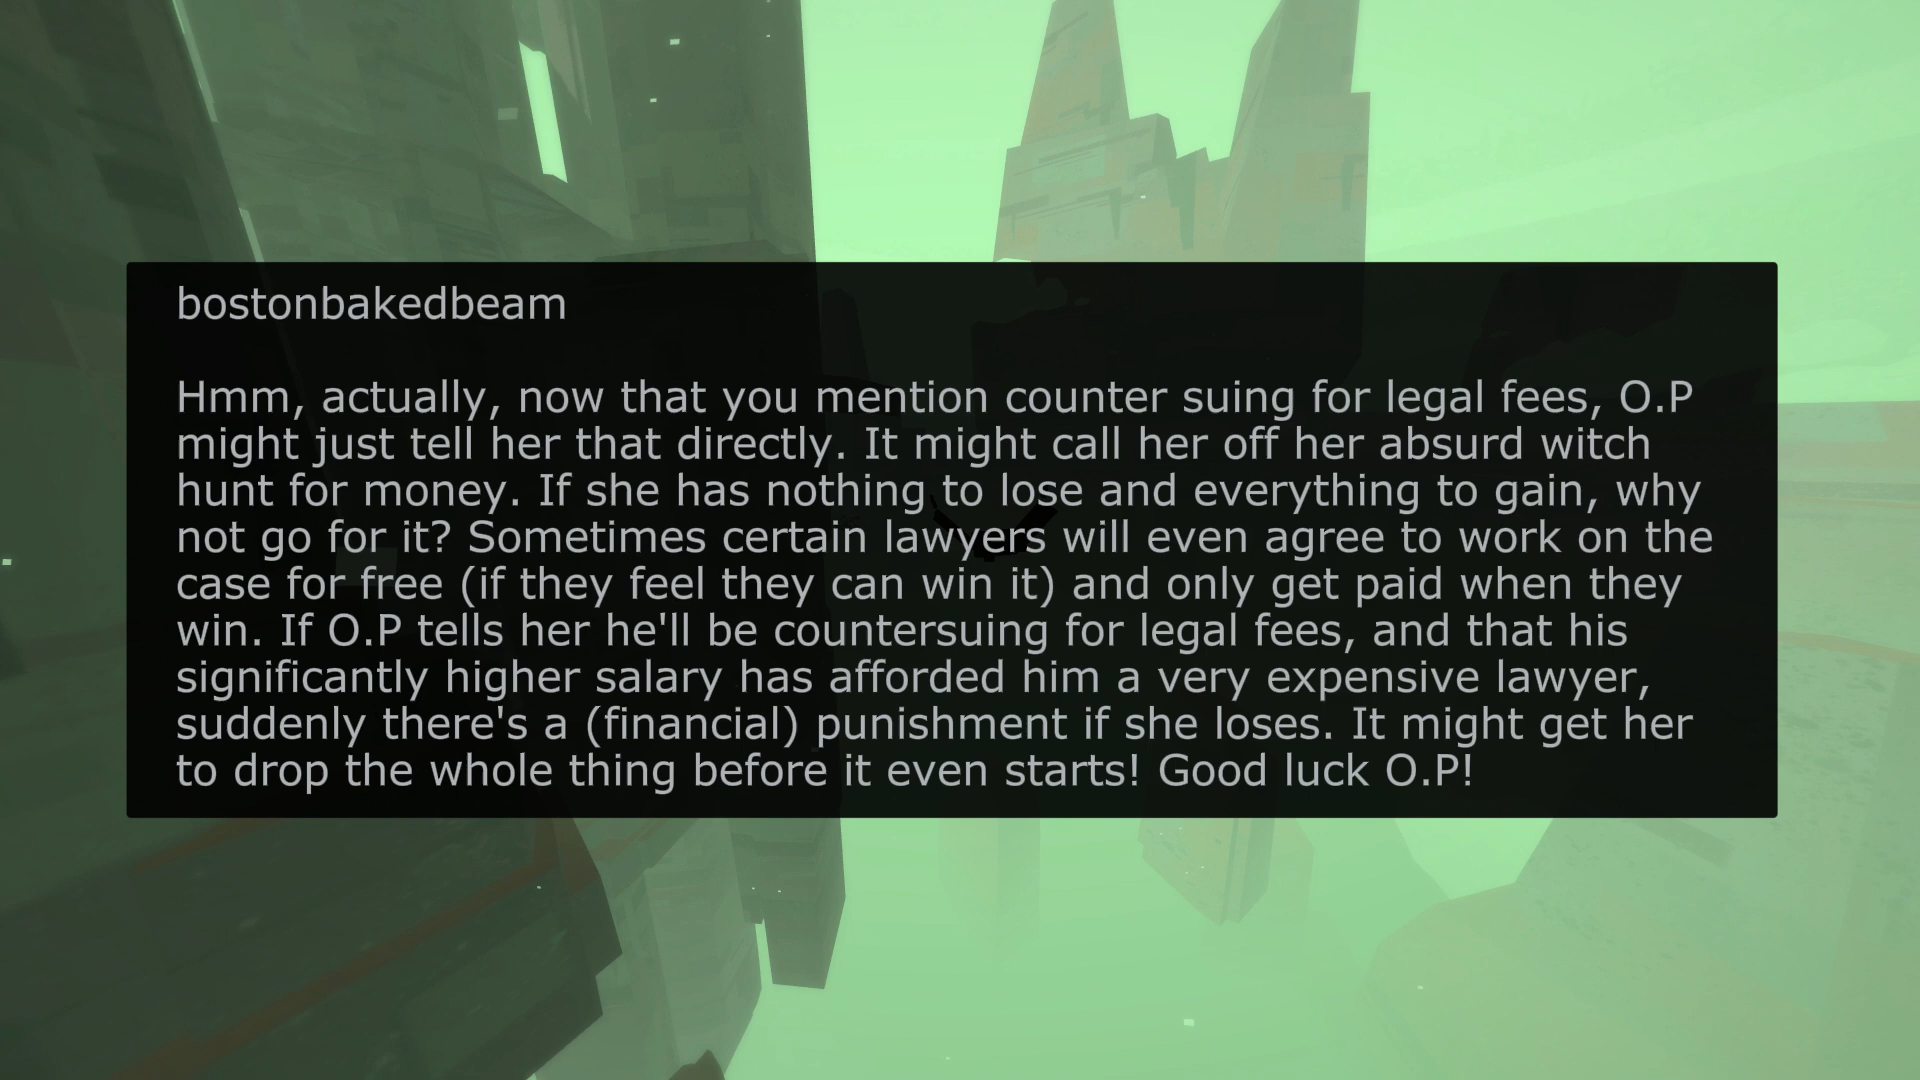 bostonbakedbeam
Hmm, actually, now that you mention counter suing for legal fees, O.P
might just tell her that directly. It might call her off her absurd witch
hunt for money. If she has nothing to lose and everything to gain, why
not go for it? Sometimes certain lawyers will even agree to work on the
case for free (if they feel they can win it) and only get paid when they
win. If O.P tells her he'll be countersuing for legal fees, and that his
significantly higher salary has afforded him a very expensive lawyer,
suddenly there's a (financial) punishment if she loses. It might get her
to drop the whole thing before it even starts! Good luck O.P!